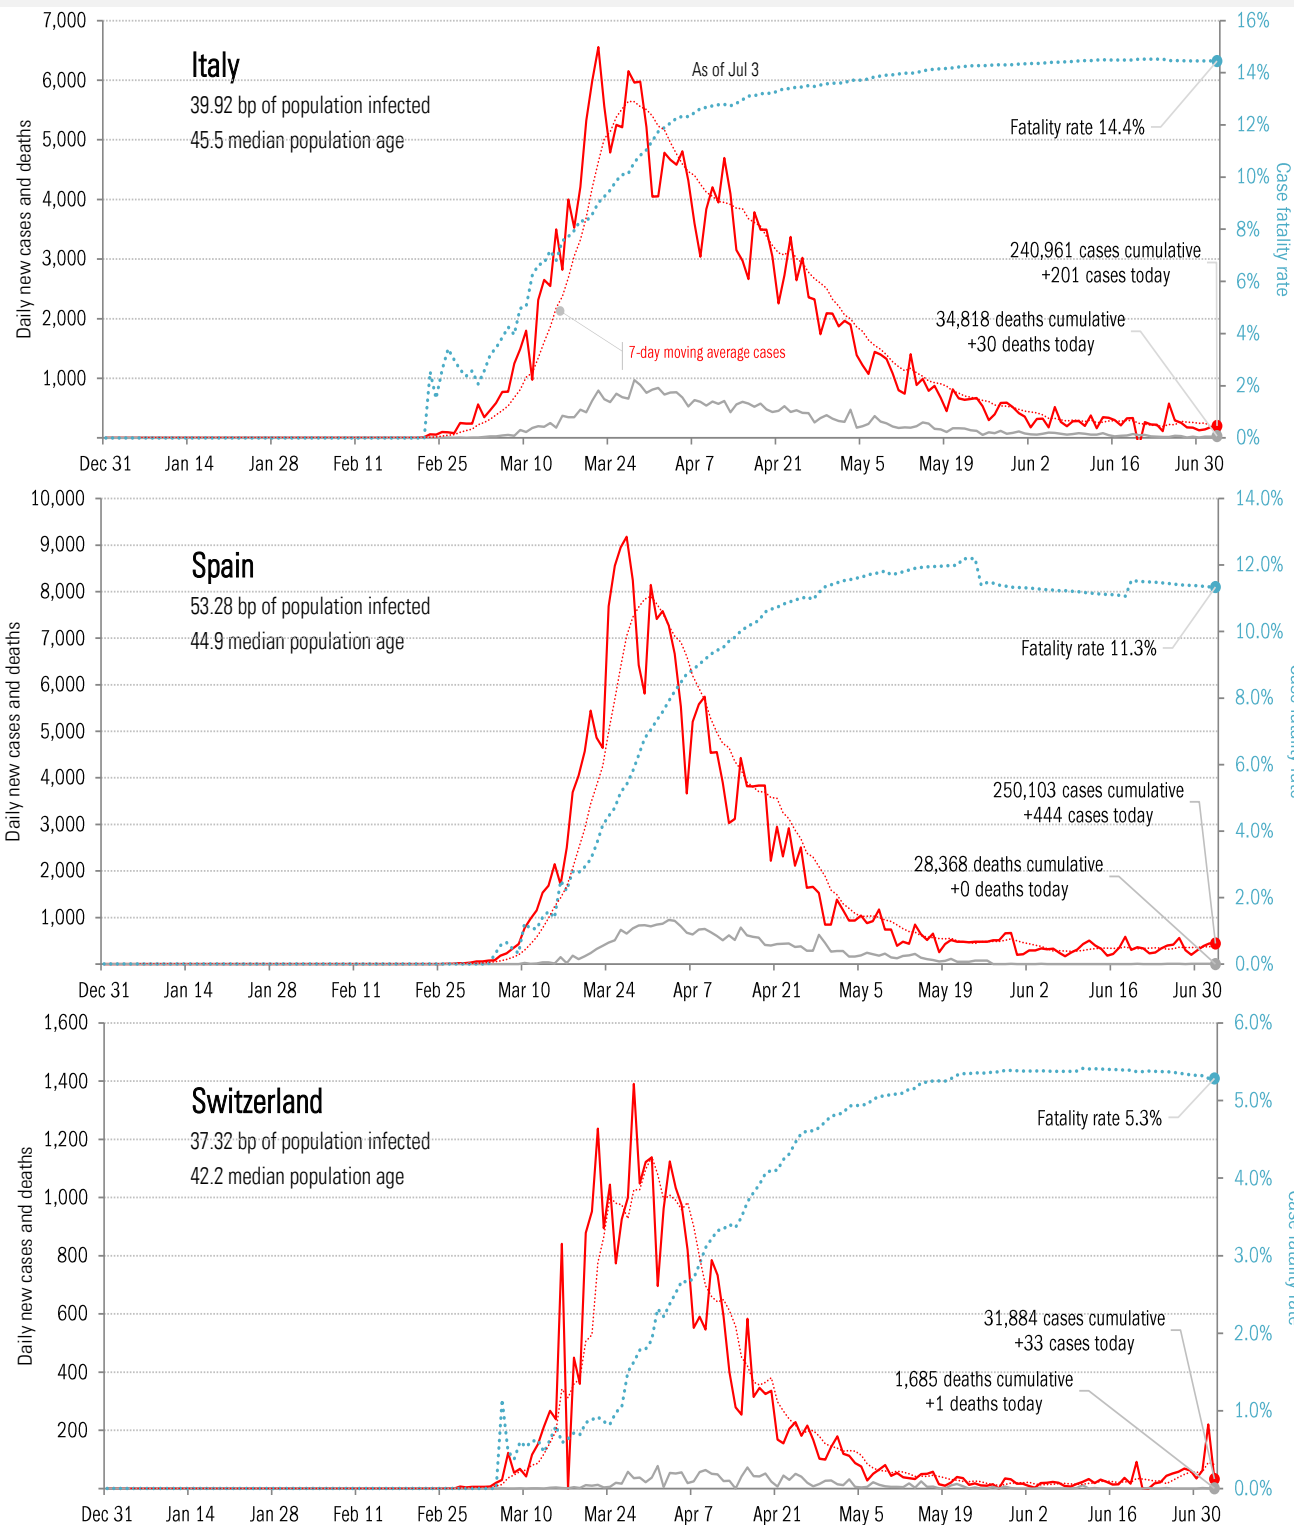 7,000
6,000
5,000
4,000
3,000
2,000
1,000
Daily new cases and deaths
Italy
39.92 bp of population infected
45.5 median population age
As of Jul 3
7-day moving average cases
Fatality rate 14.4%
240,961 cases cumulative
+201 cases today
34,818 deaths cumulative
+30 deaths today
16%
14%
12%
10%
8%
6%
4%
2%
0%
Case fatality rate
Dec 31 Jan 14 Jan 28 Feb 11 Feb 25 Mar 10 Mar 24 Apr 7 Apr 21 May 5 May 19 Jun 2 Jun 16 Jun 30
10,000
9,000
8,000
7,000
6,000
5,000
4,000
3,000
2,000
1,000
Daily new cases and deaths
Spain
53.28 bp of population infected
44.9 median population age
Fatality rate 11.3%
250,103 cases cumulative
+444 cases today
28,368 deaths cumulative
+0 deaths today
14.0%
12.0%
10.0%
8.0%
6.0%
4.0%
2.0%
0.0%
Dec 31 Jan 14 Jan 28 Feb 11 Feb 25 Mar 10 Mar 24 Apr 7 Apr 21 May 5 May 19 Jun 2 Jun 16 Jun 30
1,600
1,400
1,200
1,000
800
600
400
200
Daily new cases and deaths
Switzerland
37.32 bp of population infected
42.2 median population age
Fatality rate 5.3%
31,884 cases cumulative
+33 cases today
1,685 deaths cumulative
+1 deaths today
6.0%
5.0%
4.0%
3.0%
2.0%
1.0%
0.0%
Dec 31 Jan 14 Jan 28 Feb 11 Feb 25 Mar 10 Mar 24 Apr 7 Apr 21 May 5 May 19 Jun 2 Jun 16 Jun 30